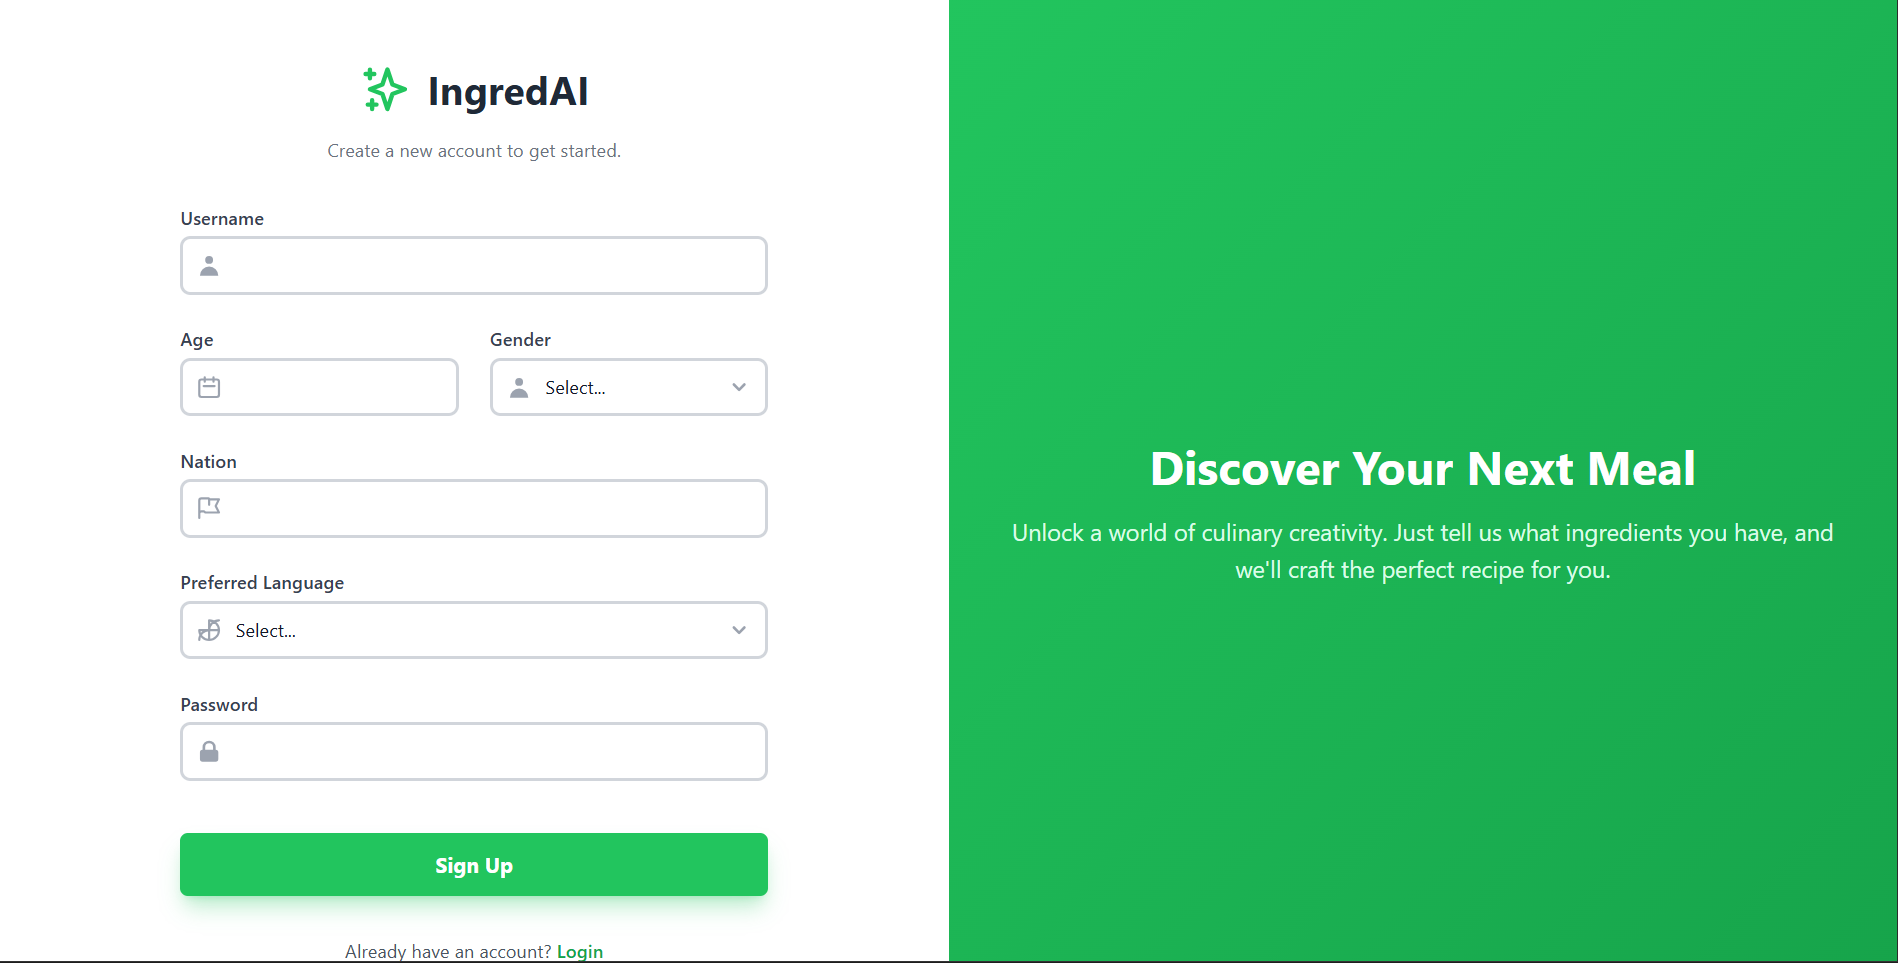 IngredAI
Create a new account to get started.
Username
Age
Gender
Select...
Nation
Preferred Language
Select...
Password
Sign Up
Already have an account? Login
Discover Your Next Meal
Unlock a world of culinary creativity. Just tell us what ingredients you have, and
we'll craft the perfect recipe for you.